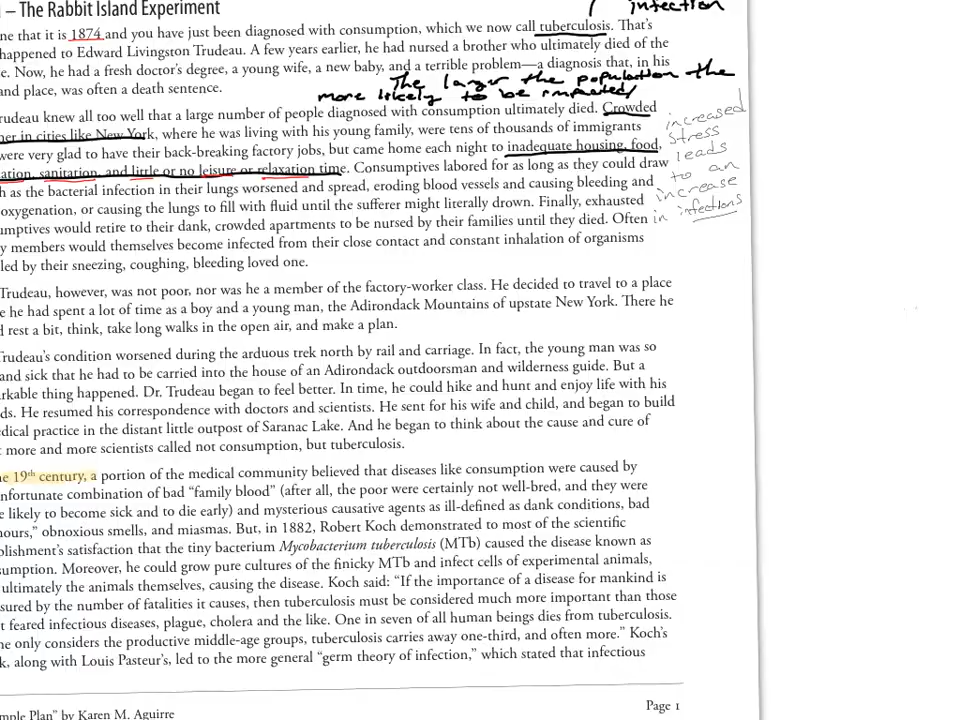 – The Rabbit Island Experiment
infection
ne that it is 1874 and you have just been diagnosed with consumption, which we now call tuberculosis. That's
happened to Edward Livingston Trudeau. A few years earlier, he had nursed a brother who ultimately died of the
e. Now, he had a fresh doctor's degree, a young wife, a new baby, and a terrible problem—a diagnosis that, in his
and place, was often a death sentence.
The larger the population the
more likely to be impacted/
rudeau knew all too well that a large number of people diagnosed with consumption ultimately died. Crowded
her in cities like New York, where he was living with his young family, were tens of thousands of immigrants
were very glad to have their back-breaking factory jobs, but came home each night to inadequate housing, food,
ation, sanitation, and little or no leisure or relaxation time. Consumptives labored for as long as they could draw
h as the bacterial infection in their lungs worsened and spread, eroding blood vessels and causing bleeding and
oxygenation, or causing the lungs to fill with fluid until the sufferer might literally drown. Finally, exhausted
umptives would retire to their dank, crowded apartments to be nursed by their families until they died. Often
y members would themselves become infected from their close contact and constant inhalation of organisms
led by their sneezing, coughing, bleeding loved one.
increased
stress
leads
to an
increase
in infections
Trudeau, however, was not poor, nor was he a member of the factory-worker class. He decided to travel to a place
e he had spent a lot of time as a boy and a young man, the Adirondack Mountains of upstate New York. There he
d rest a bit, think, take long walks in the open air, and make a plan.
Trudeau's condition worsened during the arduous trek north by rail and carriage. In fact, the young man was so
and sick that he had to be carried into the house of an Adirondack outdoorsman and wilderness guide. But a
arkable thing happened. Dr. Trudeau began to feel better. In time, he could hike and hunt and enjoy life with his
ds. He resumed his correspondence with doctors and scientists. He sent for his wife and child, and began to build
edical practice in the distant little outpost of Saranac Lake. And he began to think about the cause and cure of
t more and more scientists called not consumption, but tuberculosis.
he 19th century, a portion of the medical community believed that diseases like consumption were caused by
nfortunate combination of bad “family blood” (after all, the poor were certainly not well-bred, and they were
e likely to become sick and to die early) and mysterious causative agents as ill-defined as dank conditions, bad
nours,” obnoxious smells, and miasmas. But, in 1882, Robert Koch demonstrated to most of the scientific
blishment's satisfaction that the tiny bacterium Mycobacterium tuberculosis (MTb) caused the disease known as
sumption. Moreover, he could grow pure cultures of the finicky MTb and infect cells of experimental animals,
ultimately the animals themselves, causing the disease. Koch said: “If the importance of a disease for mankind is
sured by the number of fatalities it causes, then tuberculosis must be considered much more important than those
t feared infectious diseases, plague, cholera and the like. One in seven of all human beings dies from tuberculosis.
ne only considers the productive middle-age groups, tuberculosis carries away one-third, and often more.” Koch's
k, along with Louis Pasteur's, led to the more general “germ theory of infection,” which stated that infectious
mple Plan” by Karen M. Aguirre
Page 1